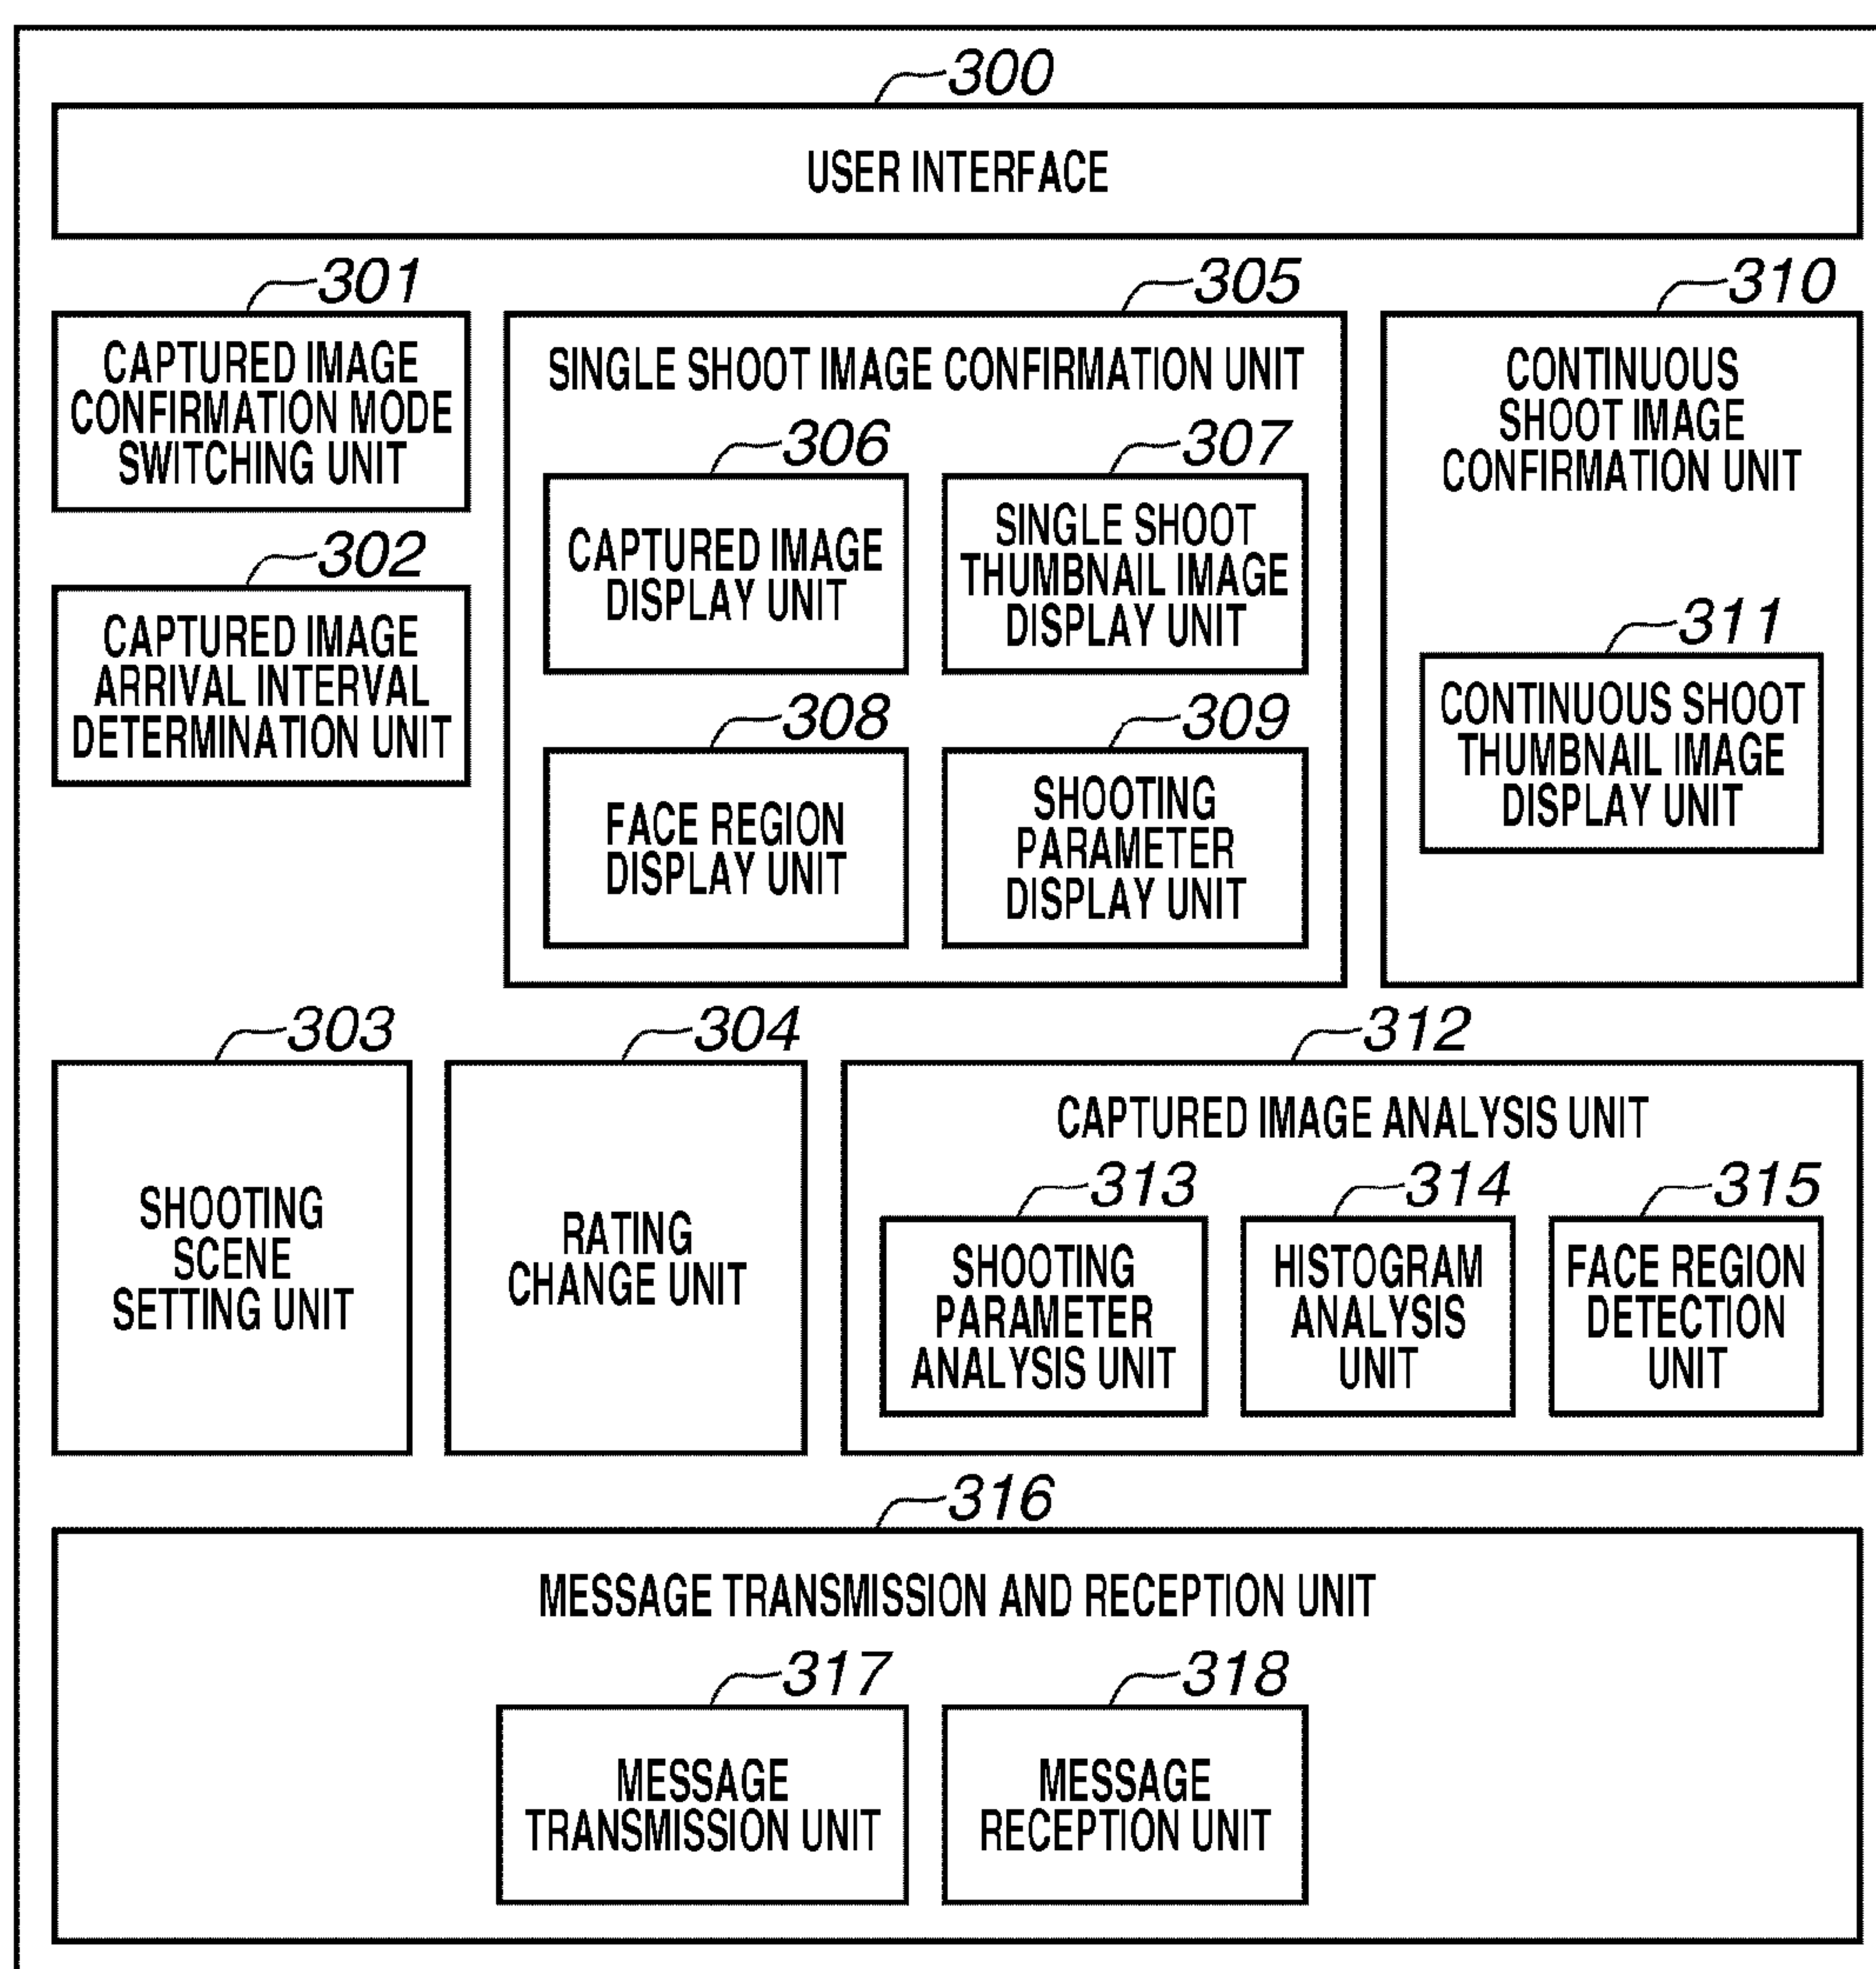 300
USER INTERFACE
301
CAPTURED IMAGE
CONFIRMATION MODE
SWITCHING UNIT
302
CAPTURED IMAGE
ARRIVAL INTERVAL
DETERMINATION UNIT
305
SINGLE SHOOT IMAGE CONFIRMATION UNIT
306
CAPTURED IMAGE
DISPLAY UNIT
307
SINGLE SHOOT
THUMBNAIL IMAGE
DISPLAY UNIT
308
FACE REGION
DISPLAY UNIT
309
SHOOTING
PARAMETER
DISPLAY UNIT
310
CONTINUOUS
SHOOT IMAGE
CONFIRMATION UNIT
311
CONTINUOUS SHOOT
THUMBNAIL IMAGE
DISPLAY UNIT
303
SHOOTING
SCENE
SETTING UNIT
304
RATING
CHANGE UNIT
312
CAPTURED IMAGE ANALYSIS UNIT
313
SHOOTING
PARAMETER
ANALYSIS UNIT
314
HISTOGRAM
ANALYSIS
UNIT
315
FACE REGION
DETECTION
UNIT
316
MESSAGE TRANSMISSION AND RECEPTION UNIT
317
MESSAGE
TRANSMISSION UNIT
318
MESSAGE
RECEPTION UNIT